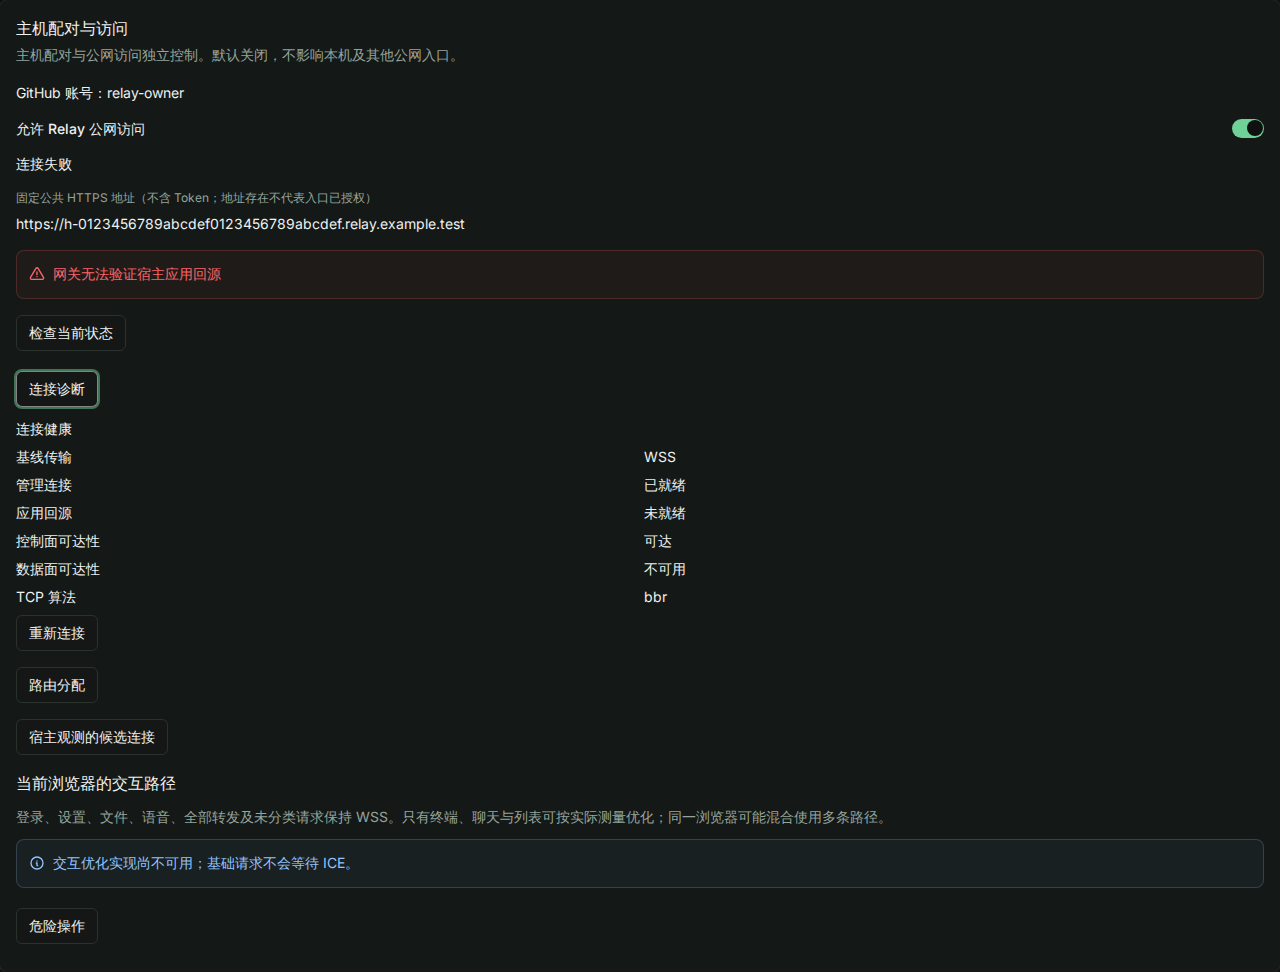 主机配对与访问
主机配对与公网访问独立控制。默认关闭，不影响本机及其他公网入口。
GitHub 账号：relay-owner
允许 Relay 公网访问
连接失败
固定公共 HTTPS 地址（不含 Token；地址存在不代表入口已授权）
https://h-0123456789abcdef0123456789abcdef.relay.example.test
网关无法验证宿主应用回源
检查当前状态
连接诊断
连接健康
基线传输 WSS
管理连接 已就绪
应用回源 未就绪
控制面可达性 可达
数据面可达性 不可用
TCP 算法 bbr
重新连接
路由分配
宿主观测的候选连接
当前浏览器的交互路径
登录、设置、文件、语音、全部转发及未分类请求保持 WSS。只有终端、聊天与列表可按实际测量优化；同一浏览器可能混合使用多条路径。
交互优化实现尚不可用；基础请求不会等待 ICE。
危险操作